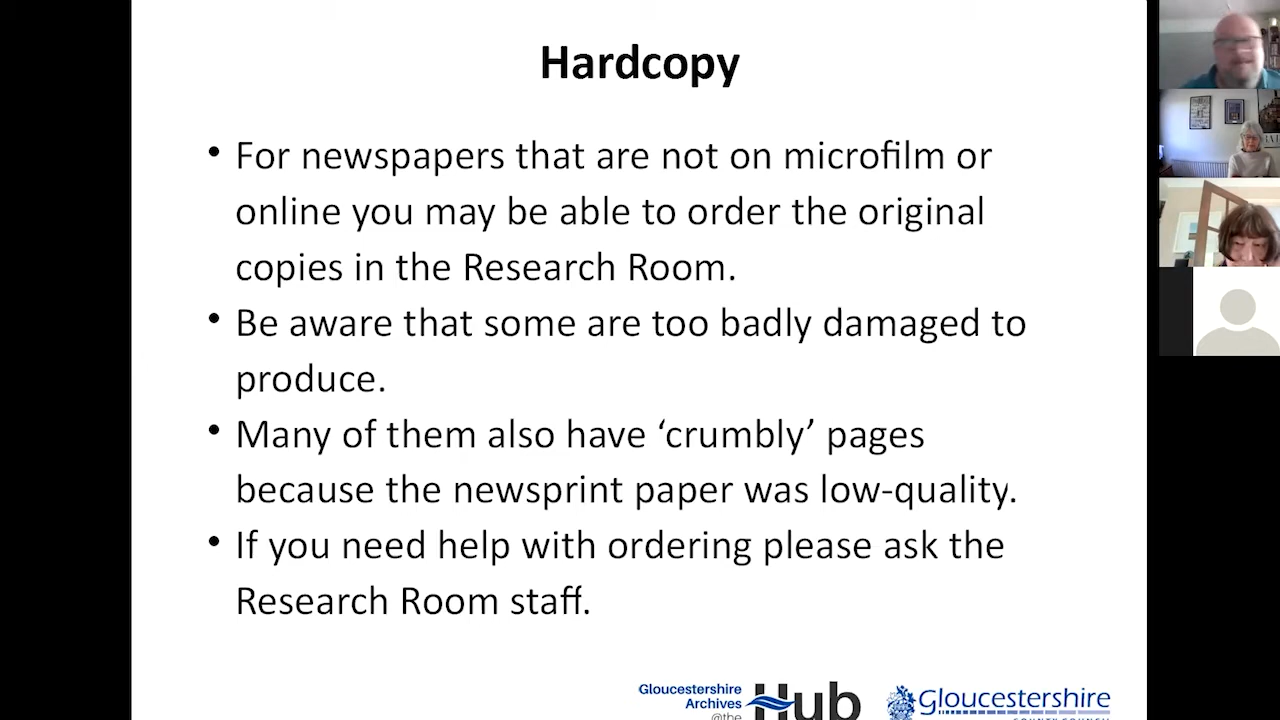 Hardcopy
• For newspapers that are not on microfilm or
online you may be able to order the original
copies in the Research Room.
• Be aware that some are too badly damaged to
produce.
• Many of them also have ‘crumbly’ pages
because the newsprint paper was low-quality.
• If you need help with ordering please ask the
Research Room staff.
Gloucestershire
Archives
@the
Hub
Gloucestershire
COUNTY COUNCIL